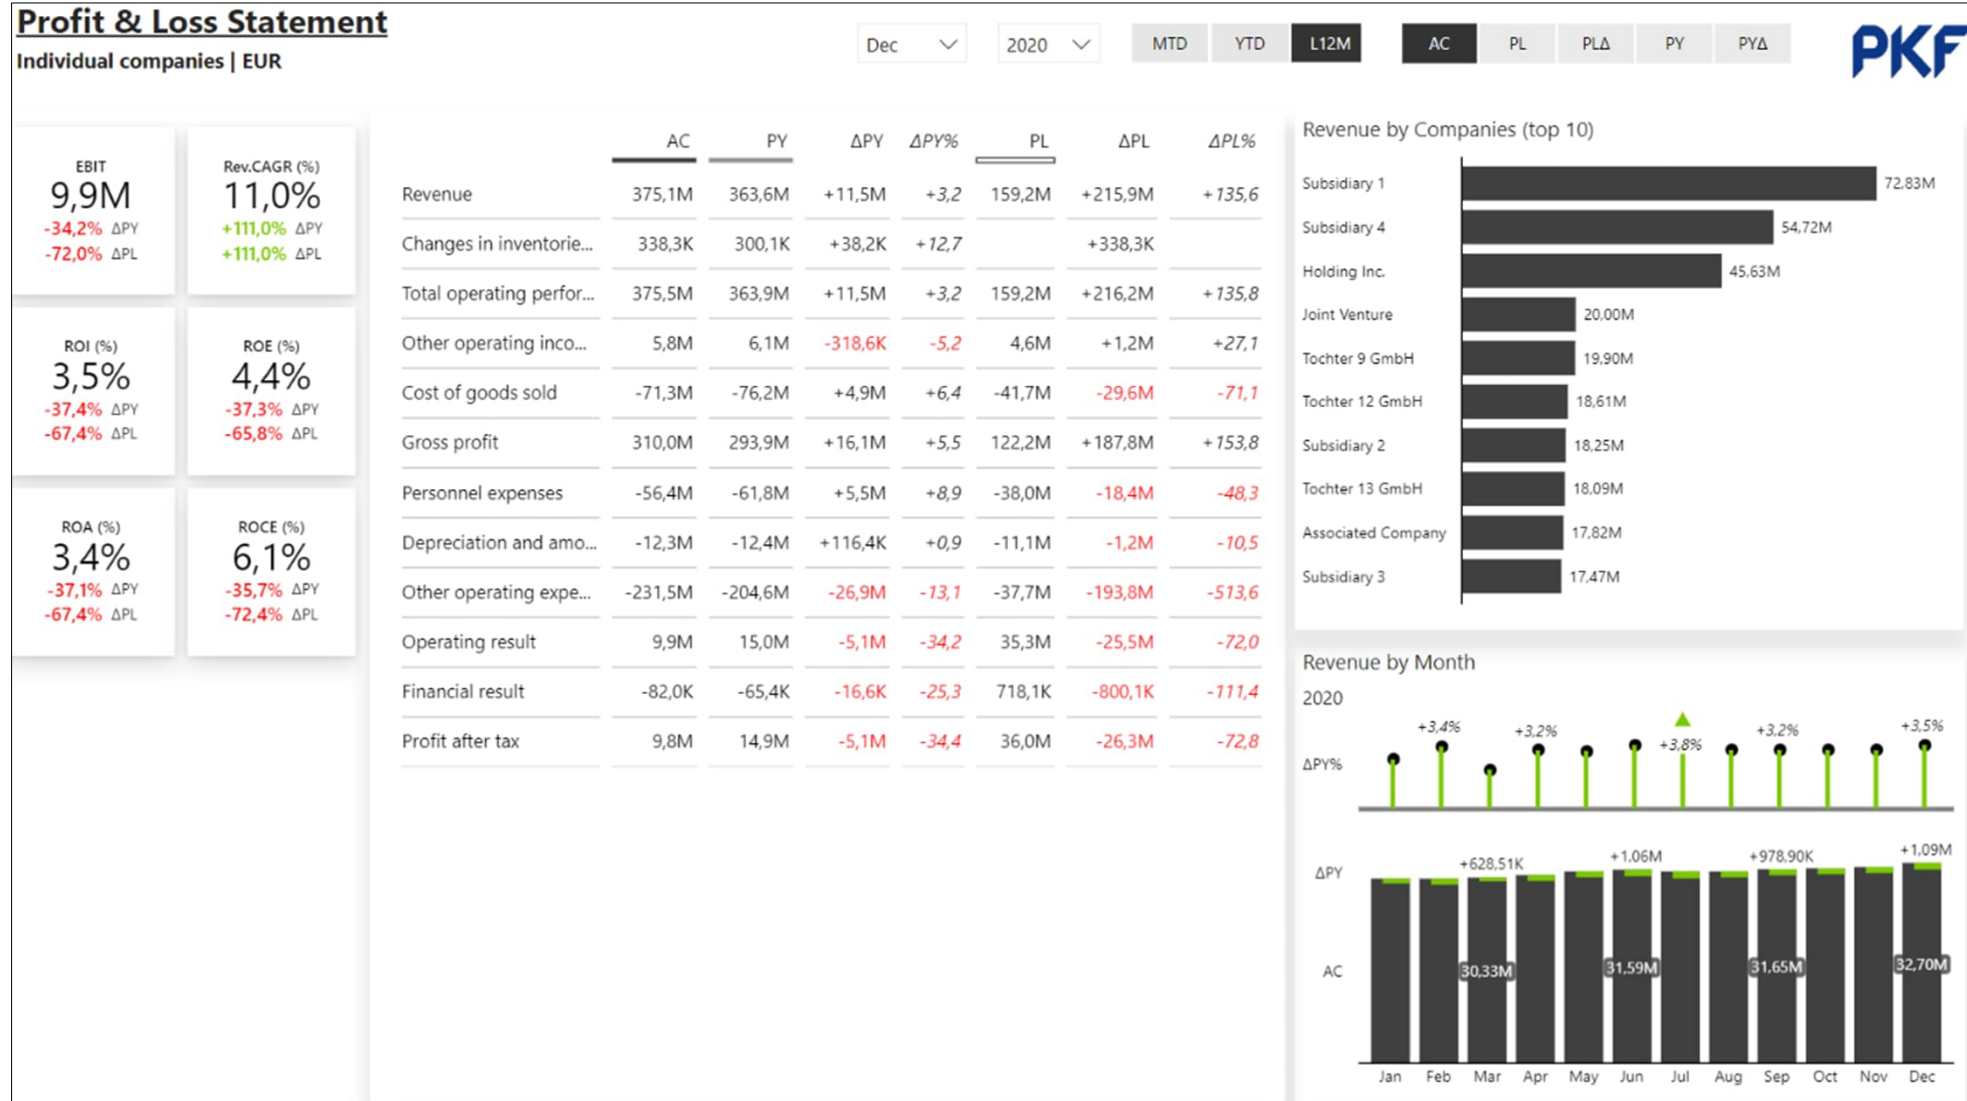 Profit & Loss Statement
Individual companies | EUR
Dec 2020 MTD YTD L12M AC PL PLΔ PY PYΔ
PKF
EBIT
9,9M
-34,2% ΔPY
-72,0% ΔPL
Rev.CAGR (%)
11,0%
+111,0% ΔPY
+111,0% ΔPL
ROI (%)
3,5%
-37,4% ΔPY
-67,4% ΔPL
ROE (%)
4,4%
-37,3% ΔPY
-65,8% ΔPL
ROA (%)
3,4%
-37,1% ΔPY
-67,4% ΔPL
ROCE (%)
6,1%
-35,7% ΔPY
-72,4% ΔPL
AC PY ΔPY ΔPY% PL ΔPL ΔPL%
Revenue 375,1M 363,6M +11,5M +3,2 159,2M +215,9M +135,6
Changes in inventorie... 338,3K 300,1K +38,2K +12,7 +338,3K
Total operating perfor... 375,5M 363,9M +11,5M +3,2 159,2M +216,2M +135,8
Other operating inco... 5,8M 6,1M -318,6K -5,2 4,6M +1,2M +27,1
Cost of goods sold -71,3M -76,2M +4,9M +6,4 -41,7M -29,6M -71,1
Gross profit 310,0M 293,9M +16,1M +5,5 122,2M +187,8M +153,8
Personnel expenses -56,4M -61,8M +5,5M +8,9 -38,0M -18,4M -48,3
Depreciation and amo... -12,3M -12,4M +116,4K +0,9 -11,1M -1,2M -10,5
Other operating expe... -231,5M -204,6M -26,9M -13,1 -37,7M -193,8M -513,6
Operating result 9,9M 15,0M -5,1M -34,2 35,3M -25,5M -72,0
Financial result -82,0K -65,4K -16,6K -25,3 718,1K -800,1K -111,4
Profit after tax 9,8M 14,9M -5,1M -34,4 36,0M -26,3M -72,8
Revenue by Companies (top 10)
Subsidiary 1 72,83M
Subsidiary 4 54,72M
Holding Inc. 45,63M
Joint Venture 20,00M
Tochter 9 GmbH 19,90M
Tochter 12 GmbH 18,61M
Subsidiary 2 18,25M
Tochter 13 GmbH 18,09M
Associated Company 17,82M
Subsidiary 3 17,47M
Revenue by Month
2020
+3,4% +3,2% +3,8% +3,2% +3,5%
ΔPY%
+628,51K +1,06M +978,90K +1,09M
ΔPY
AC 30,33M 31,59M 31,65M 32,70M
Jan Feb Mar Apr May Jun Jul Aug Sep Oct Nov Dec